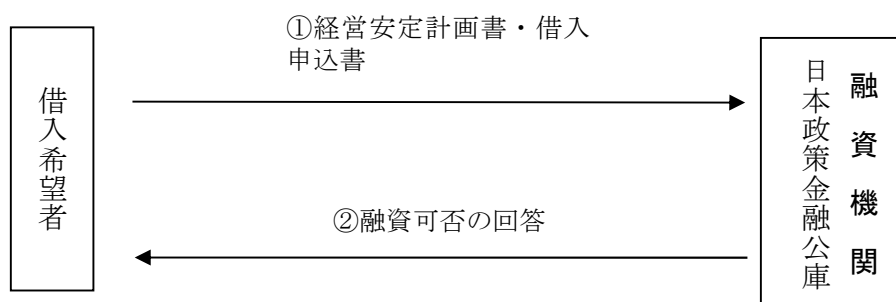 ①経営安定計画書・借入
申込書
借入希望者
融資機関
日本政策金融公庫
②融資可否の回答